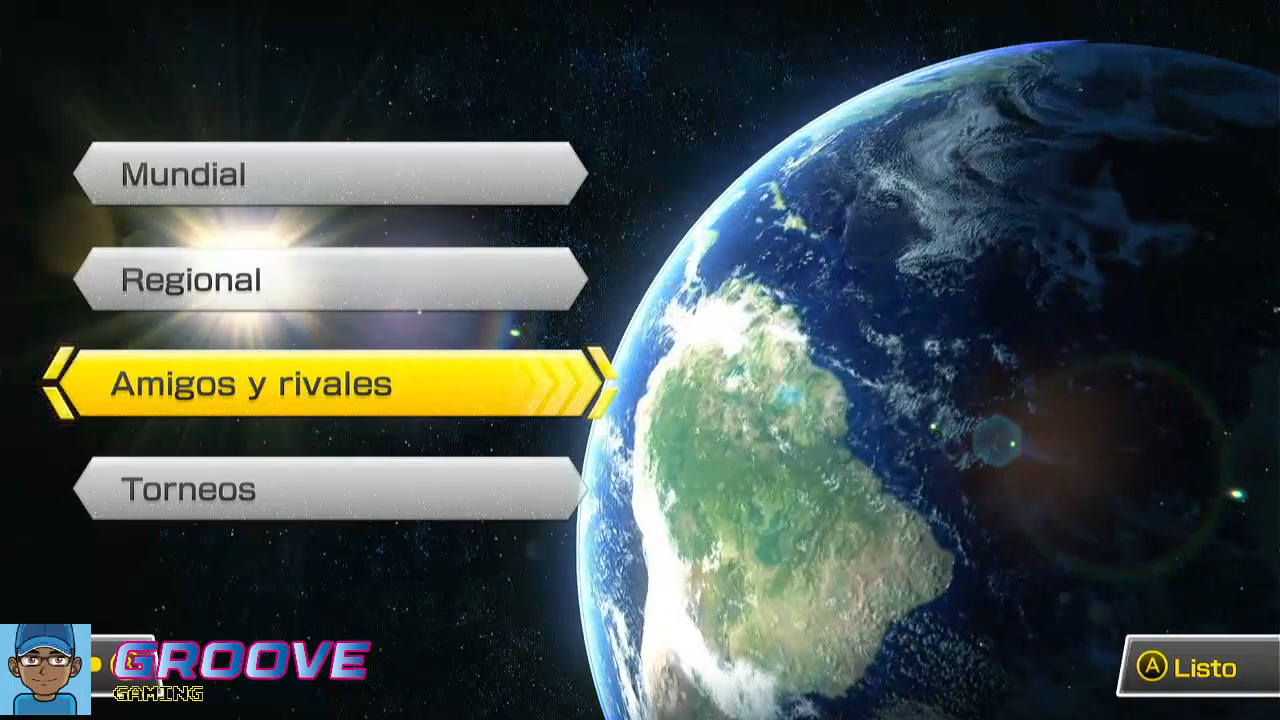 Mundial
Regional
Amigos y rivales
Torneos
GROOVE
GAMING
A Listo